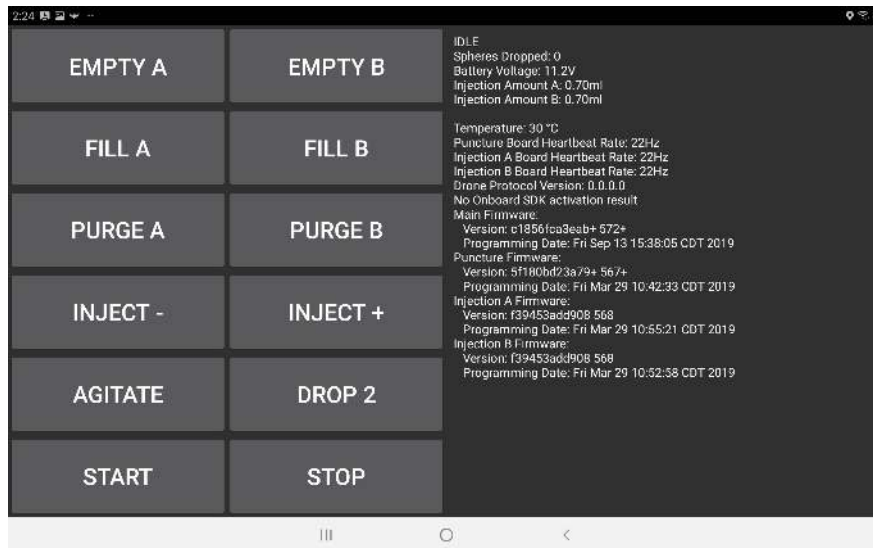 2:24
EMPTY A
EMPTY B
FILL A
FILL B
PURGE A
PURGE B
INJECT -
INJECT +
AGITATE
DROP 2
START
STOP
IDLE
Spheres Dropped: 0
Battery Voltage: 11.2V
Injection Amount A: 0.70ml
Injection Amount B: 0.70ml
Temperature: 30 °C
Puncture Board Heartbeat Rate: 22Hz
Injection A Board Heartbeat Rate: 22Hz
Injection B Board Heartbeat Rate: 22Hz
Drone Protocol Version: 0.0.0.0
No Onboard SDK activation result
Main Firmware:
Version: c1856fca3eab+ 572+
Programming Date: Fri Sep 13 15:38:05 CDT 2019
Puncture Firmware:
Version: 5f180bd23a79+ 567+
Programming Date: Fri Mar 29 10:42:33 CDT 2019
Injection A Firmware:
Version: f39453add908 568
Programming Date: Fri Mar 29 10:55:21 CDT 2019
Injection B Firmware:
Version: f39453add908 568
Programming Date: Fri Mar 29 10:52:58 CDT 2019